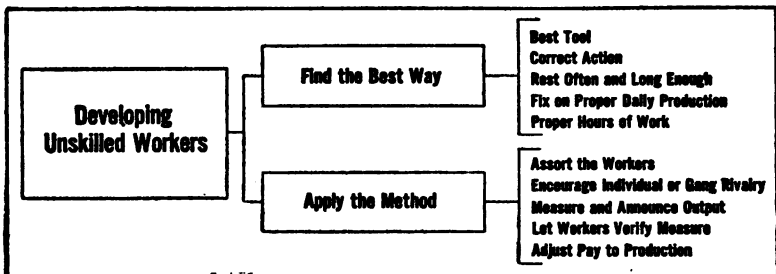 Developing
Unskilled Workers
Find the Best Way
Best Tool
Correct Action
Rest Often and Long Enough
Fix on Proper Daily Production
Proper Hours of Work
Apply the Method
Assort the Workers
Encourage Individual or Gang Rivalry
Measure and Announce Output
Let Workers Verify Measure
Adjust Pay to Production